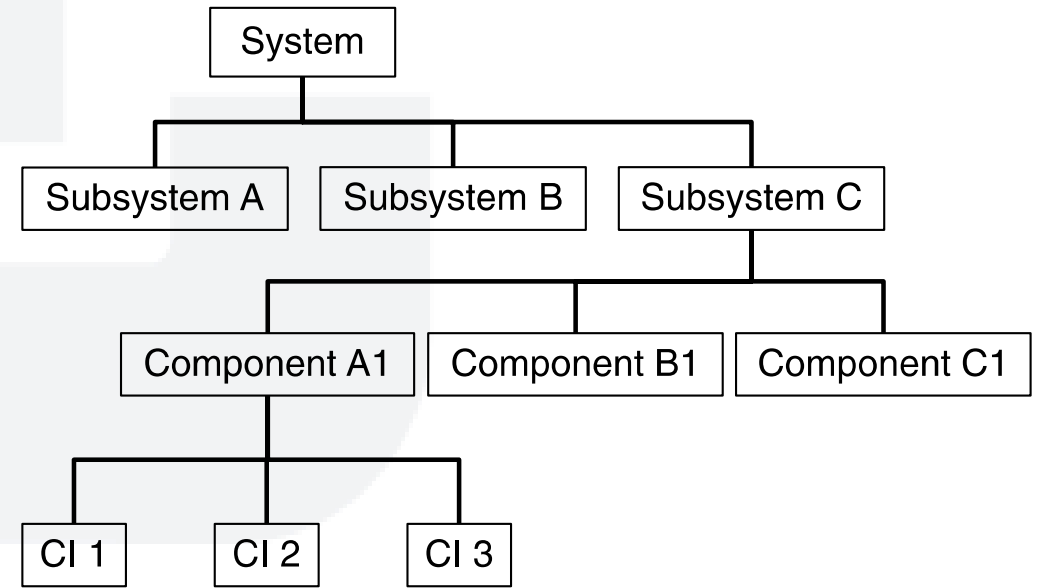 System
Subsystem A
Subsystem B
Subsystem C
Component A1
Component B1
Component C1
CI 1
CI 2
CI 3